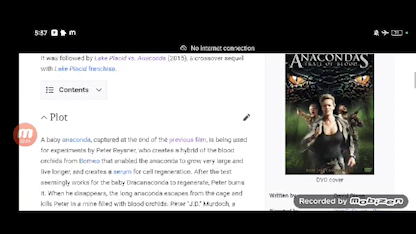 5:37
No internet connection
It was followed by Lake Placid vs. Anaconda (2015), a crossover sequel
with Lake Placid franchise.
Contents
Plot
A baby anaconda, captured at the end of the previous film, is being used
for experiments by Peter Reysner, who creates a hybrid of the blood
orchids from Borneo that enabled the anaconda to grow very large and
live longer, and creates a serum for cell regeneration. After the test
seemingly works for the baby Dracanaconda to regenerate, Peter burns
it. When he disappears, the long anaconda escapes from the cage and
kills Peter in a mine filled with blood orchids. Peter "J.D." Murdoch, a
ANACONDAS
TRAIL OF BLOOD
DVD cover
Written by
Recorded by mobizen